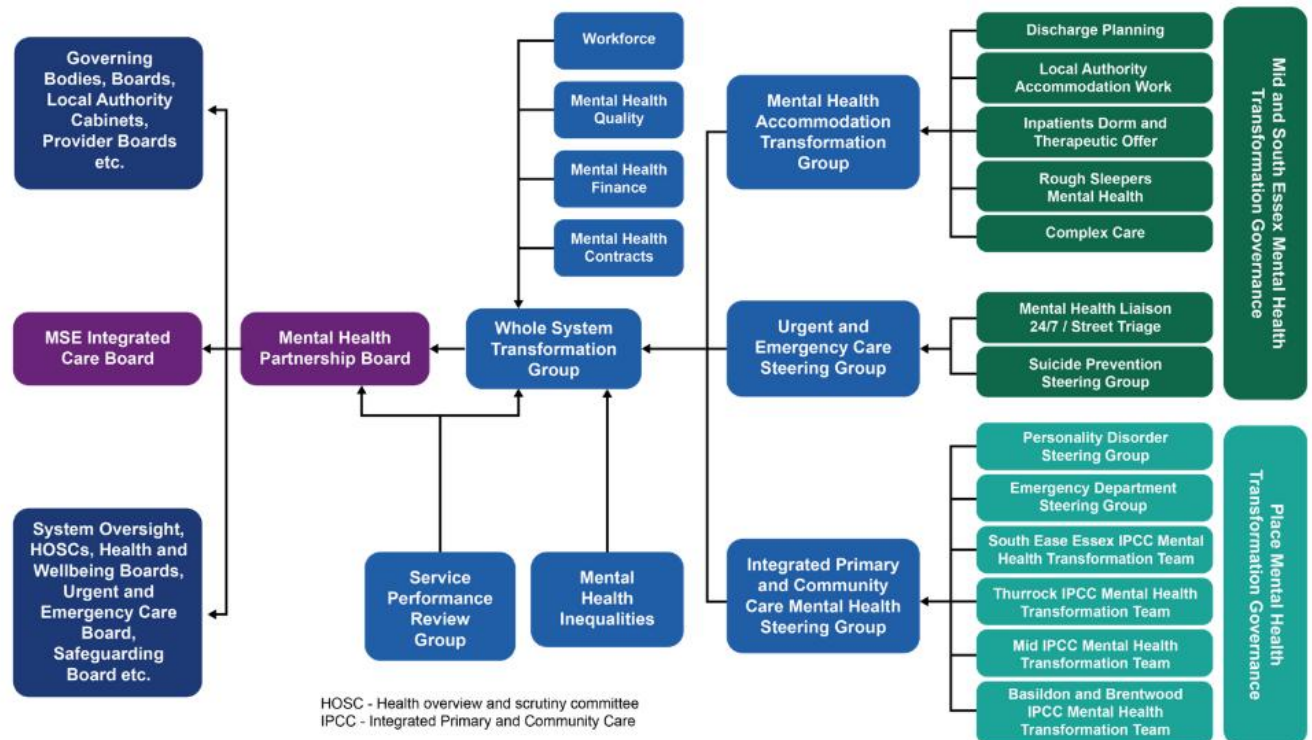 Governing
Bodies, Boards,
Local Authority
Cabinets,
Provider Boards
etc.
MSE Integrated
Care Board
System Oversight,
HOSCs, Health and
Wellbeing Boards,
Urgent and
Emergency Care
Board,
Safeguarding
Board etc.
Mental Health
Partnership Board
Workforce
Mental Health
Quality
Mental Health
Finance
Mental Health
Contracts
Whole System
Transformation
Group
Service
Performance
Review
Group
Mental
Health
Inequalities
HOSC - Health overview and scrutiny committee
IPCC - Integrated Primary and Community Care
Mental Health
Accommodation
Transformation
Group
Urgent and
Emergency Care
Steering Group
Integrated Primary
and Community
Care Mental Health
Steering Group
Discharge Planning
Local Authority
Accommodation Work
Inpatients Dorm and
Therapeutic Offer
Rough Sleepers
Mental Health
Complex Care
Mental Health Liaison
24/7 / Street Triage
Suicide Prevention
Steering Group
Personality Disorder
Steering Group
Emergency Department
Steering Group
South Ease Essex IPCC Mental
Health Transformation Team
Thurrock IPCC Mental Health
Transformation Team
Mid IPCC Mental Health
Transformation Team
Basildon and Brentwood
IPCC Mental Health
Transformation Team
Mid and South Essex Mental Health
Transformation Governance
Place Mental Health
Transformation Governance